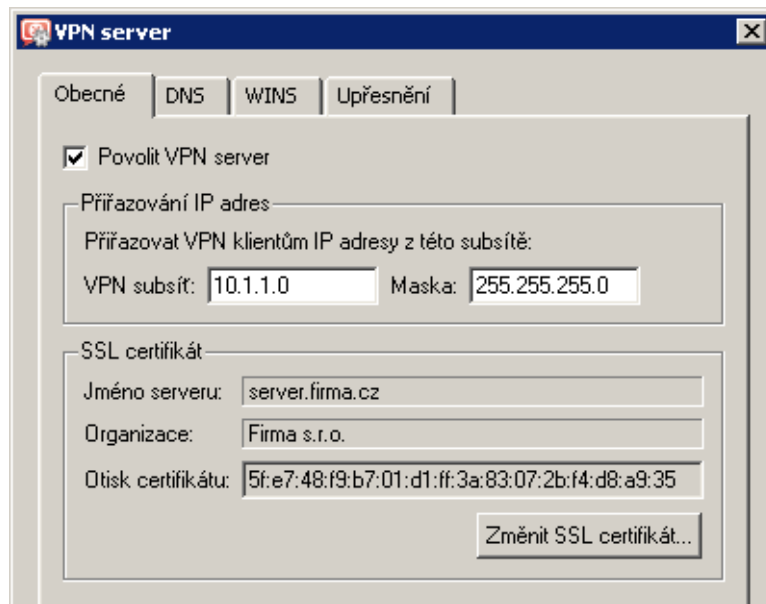 VPN server
Obecné DNS WINS Upřesnění
Povolit VPN server
Přiřazování IP adres
Přiřazovat VPN klientům IP adresy z této subsítě:
VPN subsíť: 10.1.1.0 Maska: 255.255.255.0
SSL certifikát
Jméno serveru: server.firma.cz
Organizace: Firma s.r.o.
Otisk certifikátu: 5f:e7:48:f9:b7:01:d1:ff:3a:83:07:2b:f4:d8:a9:35
Změnit SSL certifikát...